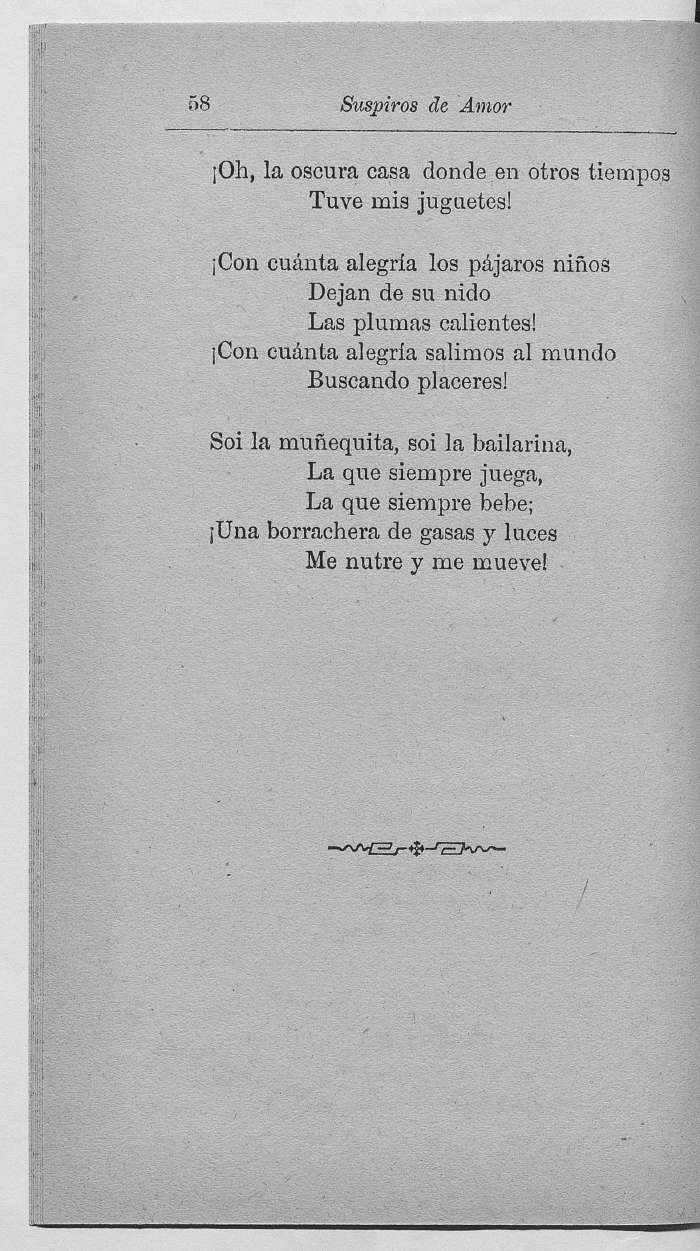 58 Suspiros de Amor
¡Oh, la oscura casa donde en otros tiempos
Tuve mis juguetes!
¡Con cuánta alegría los pájaros niños
Dejan de su nido
Las plumas calientes!
¡Con cuánta alegría salimos al mundo
Buscando placeres!
Soi la muñequita, soi la bailarina,
La que siempre juega,
La que siempre bebe;
¡Una borrachera de gasas y luces
Me nutre y me mueve!